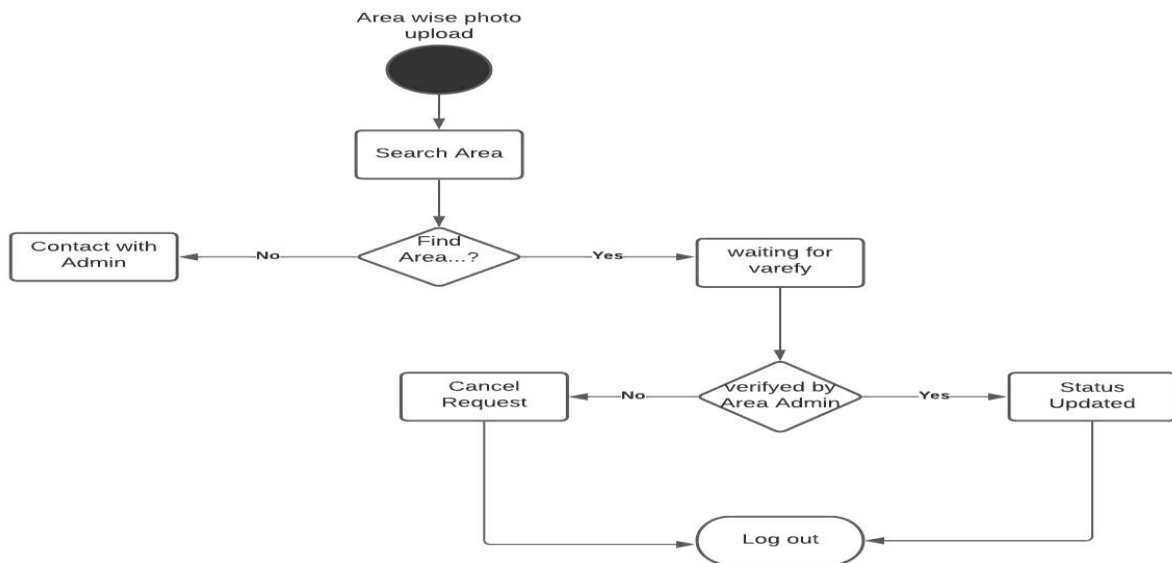 Area wise photo
upload
Search Area
Find
Area...?
No
Yes
Contact with
Admin
waiting for
varefy
verifyed by
Area Admin
No
Yes
Cancel
Request
Status
Updated
Log out